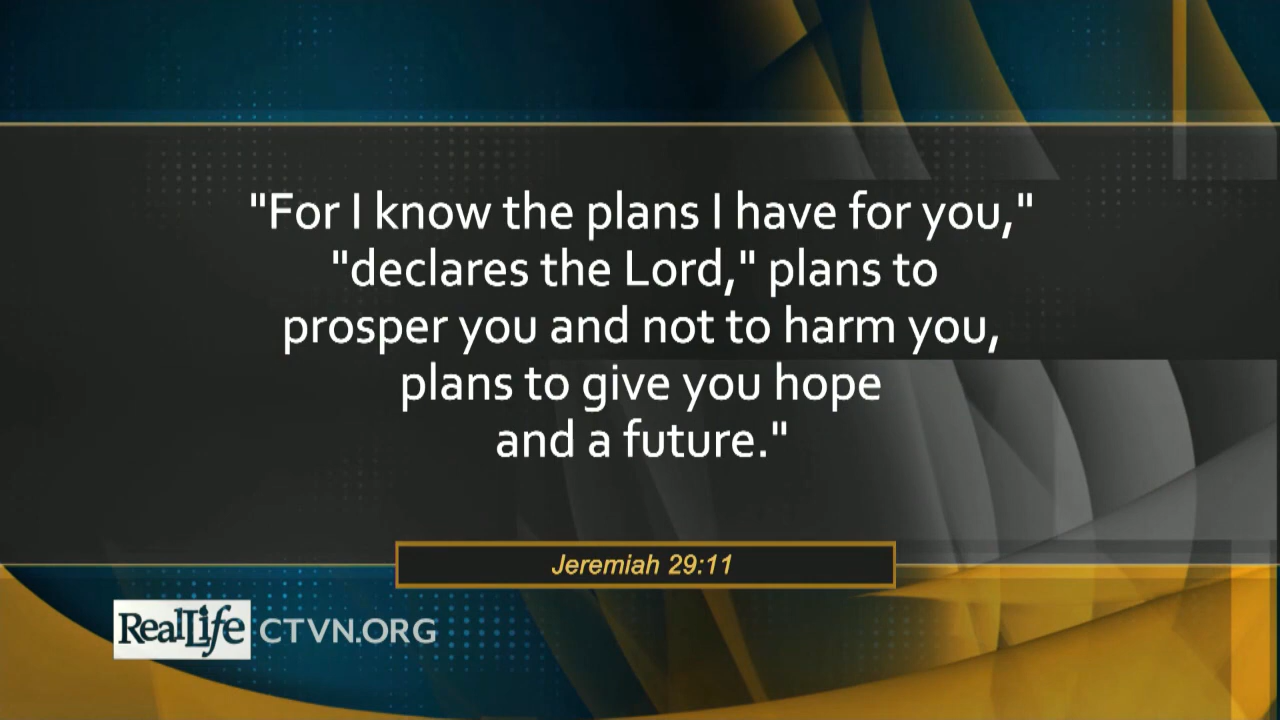 "For I know the plans I have for you,"
"declares the Lord," plans to
prosper you and not to harm you,
plans to give you hope
and a future."
Jeremiah 29:11
RealLife CTVN.ORG